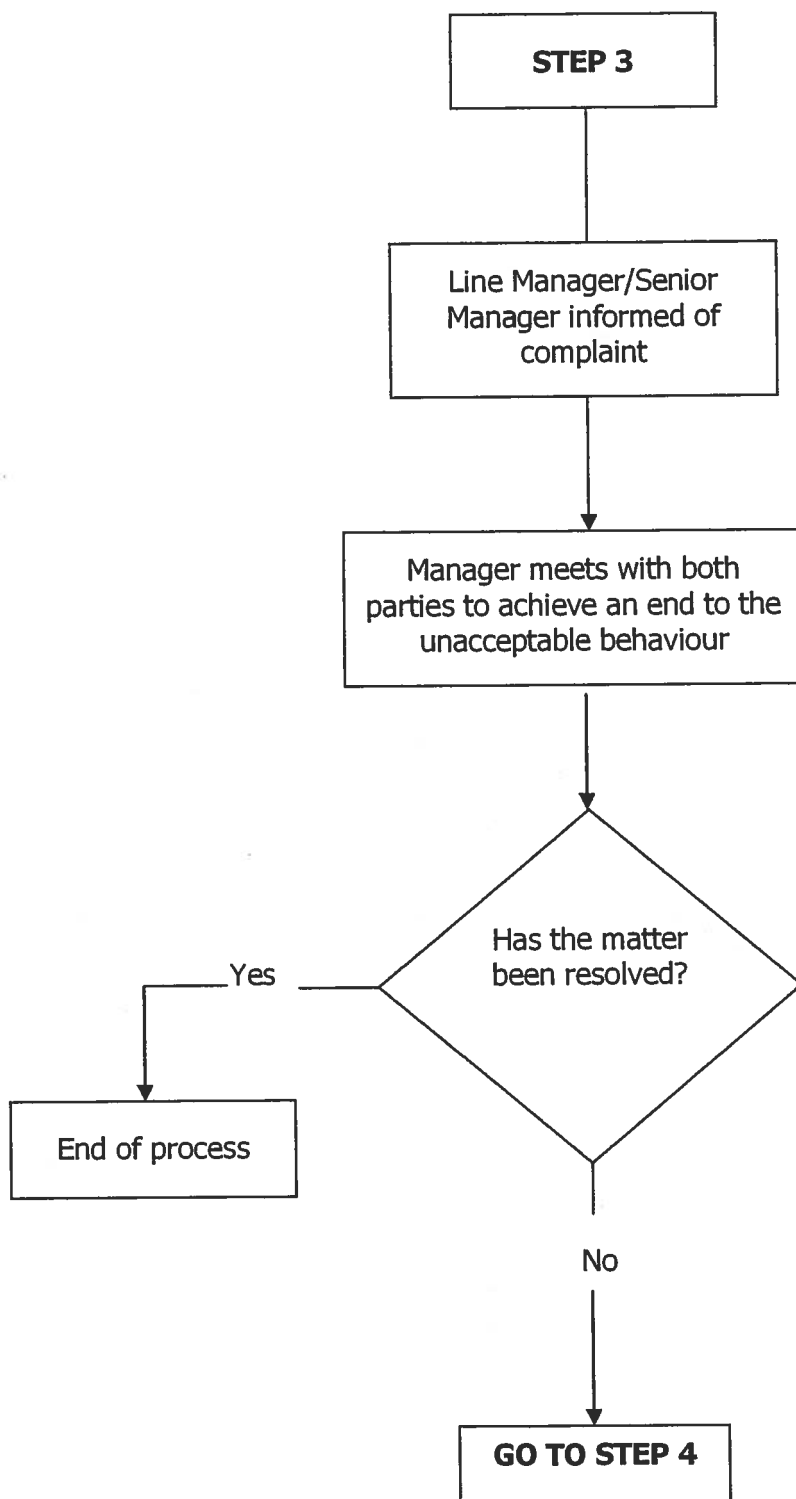 STEP 3
Line Manager/Senior
Manager informed of
complaint
Manager meets with both
parties to achieve an end to the
unacceptable behaviour
Has the matter
been resolved?
Yes
End of process
No
GO TO STEP 4